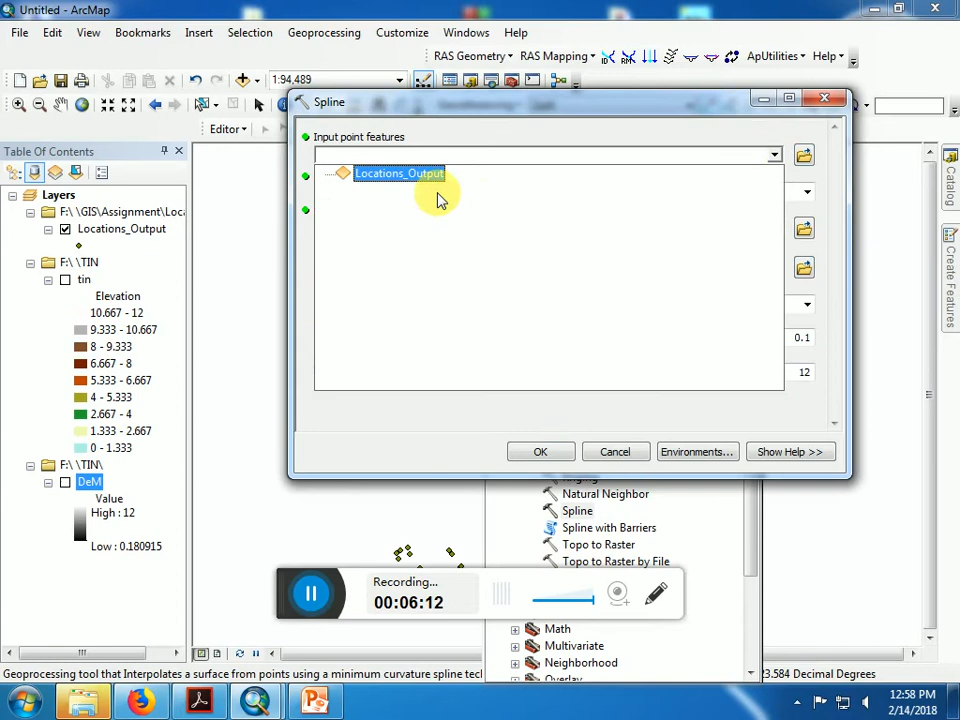 Untitled - ArcMap
File Edit View Bookmarks Insert Selection Geoprocessing Customize Windows Help
RAS Geometry RAS Mapping ApUtilities Help
1:94,489
Spline
Editor
Input point features
Locations_Output
0.1
12
OK Cancel Environments... Show Help >>
Table Of Contents
Layers
F:\ \GIS\Assignment\Loca
Locations_Output
F:\ \TIN
tin
Elevation
10.667 - 12
9.333 - 10.667
8 - 9.333
6.667 - 8
5.333 - 6.667
4 - 5.333
2.667 - 4
1.333 - 2.667
0 - 1.333
F:\ \TIN\
DeM
Value
High : 12
Low : 0.180915
Catalog
Create Features
Natural Neighbor
Spline
Spline with Barriers
Topo to Raster
Topo to Raster by File
Math
Multivariate
Neighborhood
Overlay
Recording...
00:06:12
Geoprocessing tool that Interpolates a surface from points using a minimum curvature spline tec
23.584 Decimal Degrees
12:58 PM
2/14/2018